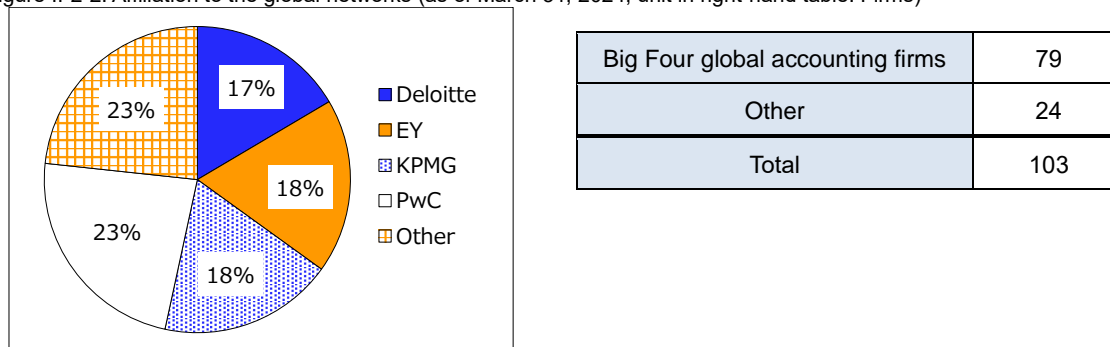 17%
18%
18%
23%
23%
Deloitte
EY
KPMG
PwC
Other
Big Four global accounting firms 79
Other 24
Total 103